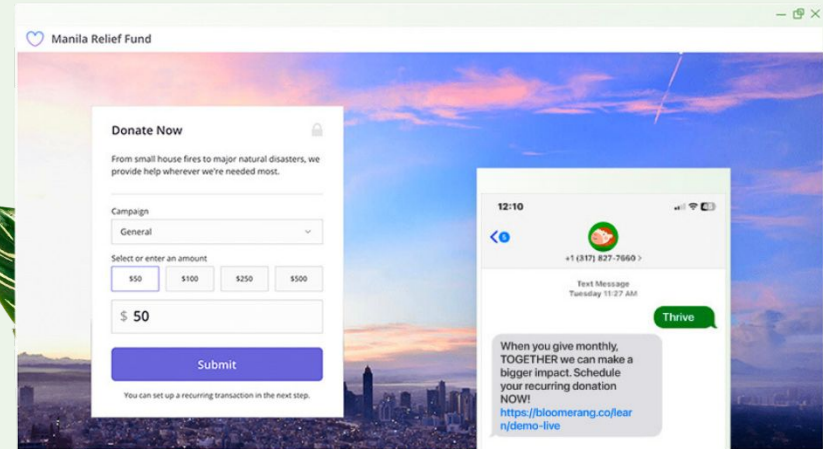 Manila Relief Fund
Donate Now
From small house fires to major natural disasters, we
provide help wherever we're needed most.
Campaign
General
Select or enter an amount
$50
$100
$250
$500
$ 50
Submit
You can set up a recurring transaction in the next step.
12:10
+1 (317) 827-7660 >
Text Message
Tuesday 11:27 AM
Thrive
When you give monthly,
TOGETHER we can make a
bigger impact. Schedule
your recurring donation
NOW!
https://bloomerang.co/lear
n/demo-live